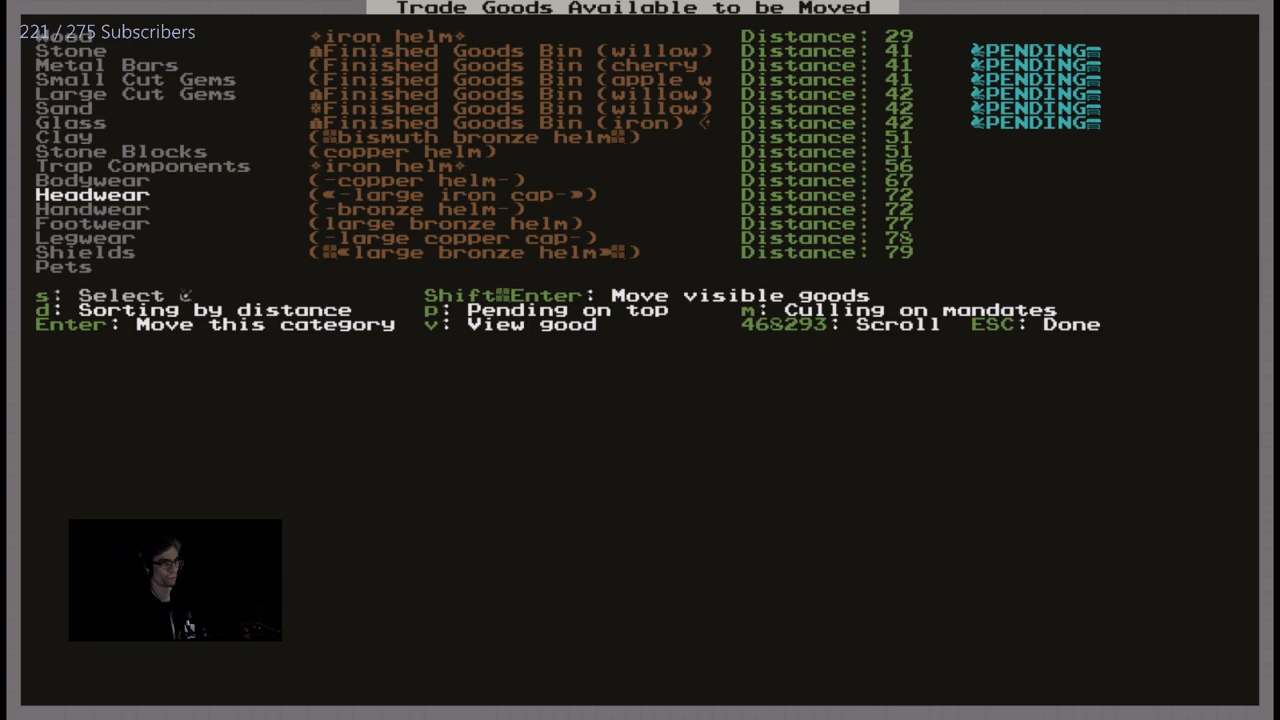 Trade Goods Available to be Moved
221 / 275 Subscribers
Wood *iron helm* Distance: 29
Stone Finished Goods Bin (willow) Distance: 41 PENDING
Metal Bars (Finished Goods Bin (cherry Distance: 41 PENDING
Small Cut Gems (Finished Goods Bin (apple w Distance: 41 PENDING
Large Cut Gems Finished Goods Bin (willow) Distance: 42 PENDING
Sand Finished Goods Bin (willow) Distance: 42 PENDING
Glass Finished Goods Bin (iron) < Distance: 42 PENDING
Clay (bismuth bronze helm) Distance: 51
Stone Blocks (copper helm) Distance: 51
Trap Components *iron helm* Distance: 56
Bodywear (-copper helm-) Distance: 67
Headwear («-large iron cap-») Distance: 72
Handwear (-bronze helm-) Distance: 72
Footwear (large bronze helm) Distance: 77
Legwear (-large copper cap-) Distance: 78
Shields («large bronze helm») Distance: 79
Pets
s: Select Shift Enter: Move visible goods
d: Sorting by distance p: Pending on top m: Culling on mandates
Enter: Move this category v: View good 468293: Scroll ESC: Done